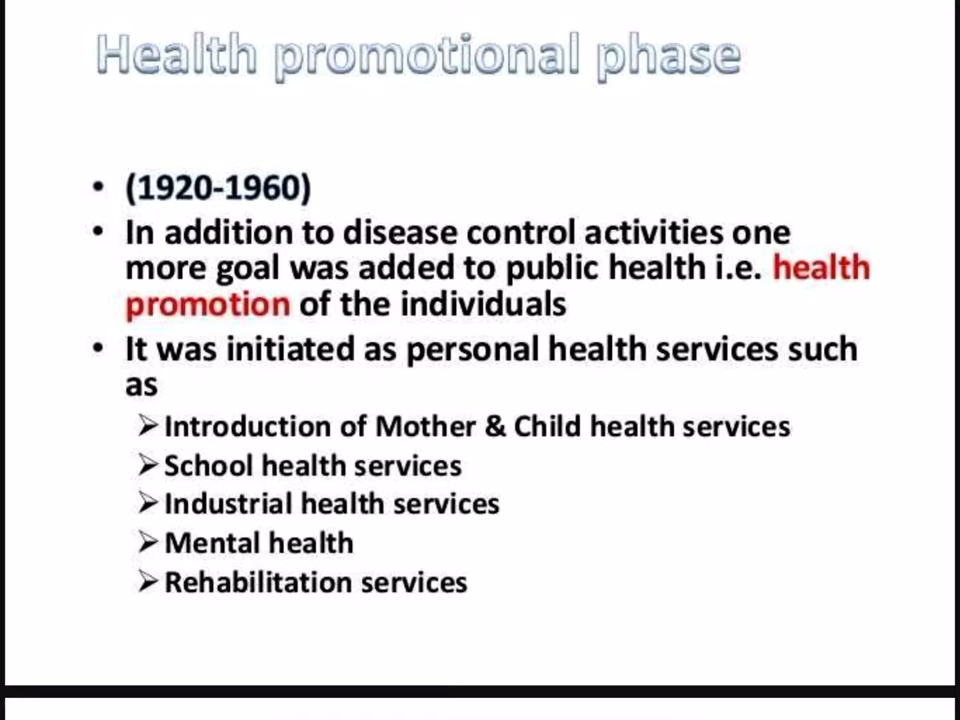 Health promotional phase
• (1920-1960)
• In addition to disease control activities one
more goal was added to public health i.e. health
promotion of the individuals
• It was initiated as personal health services such
as
➢Introduction of Mother & Child health services
➢School health services
➢Industrial health services
➢Mental health
➢Rehabilitation services